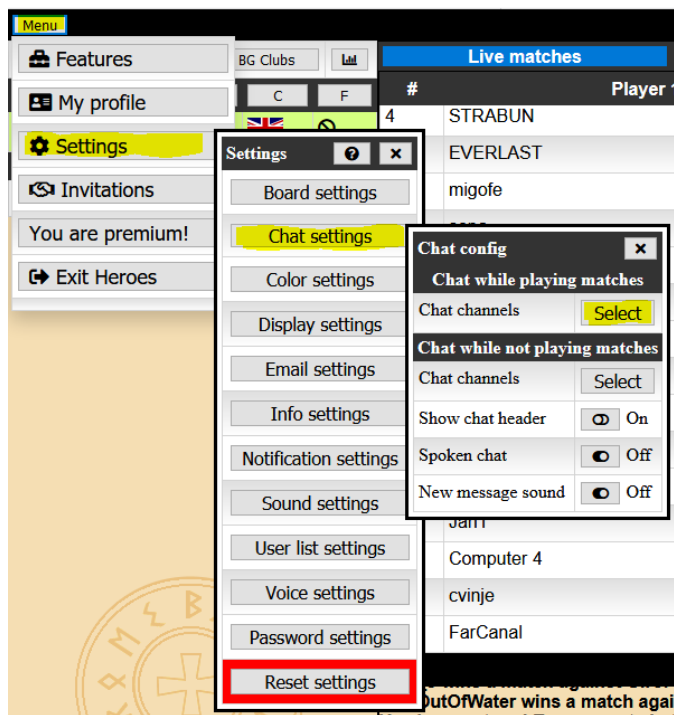 Menu
Features
My profile
Settings
Invitations
You are premium!
Exit Heroes
BG Clubs
C F
Live matches
# Player
4 STRABUN
EVERLAST
migofe
Computer 4
cvinje
FarCanal
OutOfWater wins a match agai
Settings
Board settings
Chat settings
Color settings
Display settings
Email settings
Info settings
Notification settings
Sound settings
User list settings
Voice settings
Password settings
Reset settings
Chat config
Chat while playing matches
Chat channels Select
Chat while not playing matches
Chat channels Select
Show chat header On
Spoken chat Off
New message sound Off